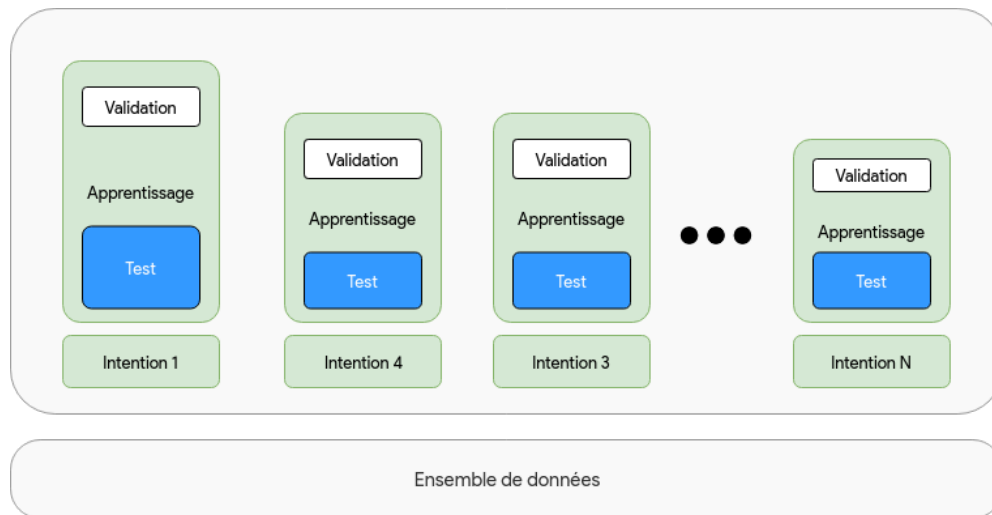 Validation
Apprentissage
Test
Intention 1
Validation
Apprentissage
Test
Intention 4
Validation
Apprentissage
Test
Intention 3
Validation
Apprentissage
Test
Intention N
Ensemble de données